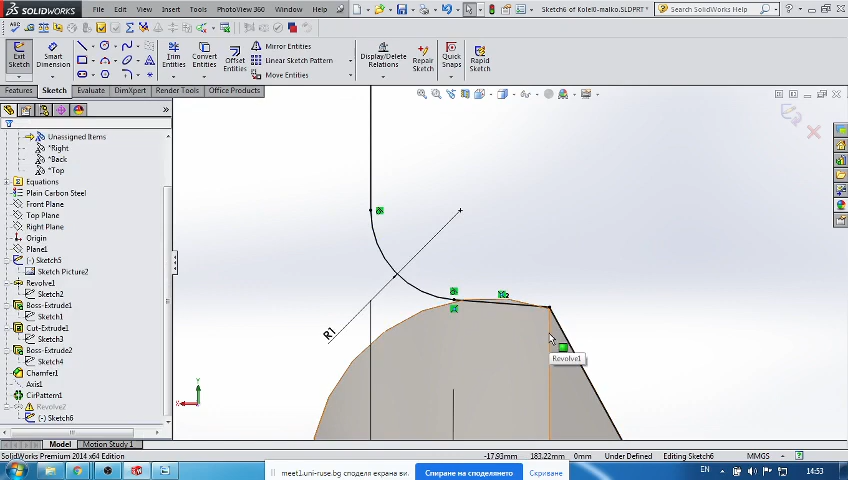 SOLIDWORKS File Edit View Insert Tools PhotoView 360 Window Help Sketch6 of Kolel0-malko.SLDPRT * Search SolidWorks Help
Exit Sketch
Smart Dimension
Trim Entities
Convert Entities
Offset Entities
Mirror Entities
Linear Sketch Pattern
Move Entities
Display/Delete Relations
Repair Sketch
Quick Snaps
Rapid Sketch
Features Sketch Evaluate DimXpert Render Tools Office Products
Unassigned Items
*Right
*Back
*Top
Equations
Plain Carbon Steel
Front Plane
Top Plane
Right Plane
Origin
Plane1
(-) Sketch5
Sketch Picture2
Revolve1
Sketch2
Boss-Extrude1
Sketch1
Cut-Extrude1
Sketch3
Boss-Extrude2
Sketch4
Chamfer1
Axis1
CirPattern1
Revolve2
(-) Sketch6
R1
2
Revolve1
Y
X
Model Motion Study 1
SolidWorks Premium 2014 x64 Edition -17.93mm 183.22mm 0mm Under Defined Editing Sketch6 MMGS
meet1.uni-ruse.bg споделя екрана ви. Спиране на споделянето Скриване EN 14:53